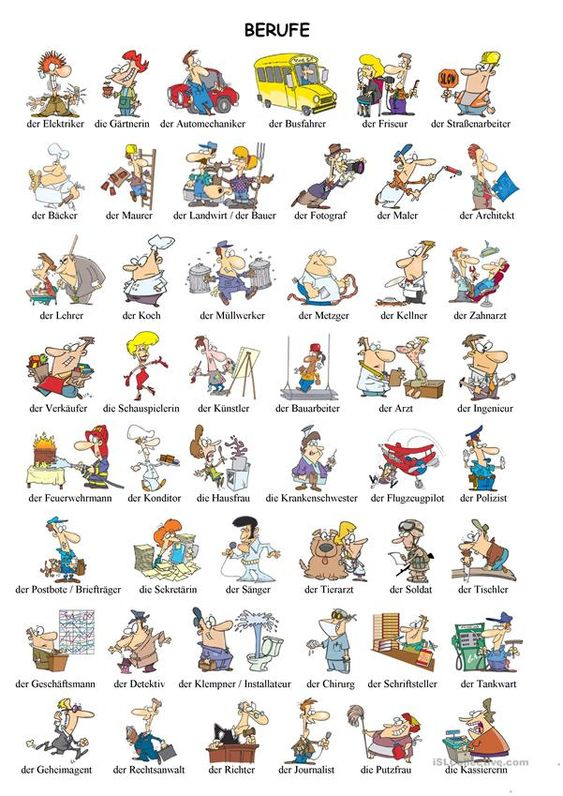 BERUFE
der Elektriker die Gärtnerin der Automechaniker der Busfahrer der Friseur der Straßenarbeiter
SLOW
der Bäcker der Maurer der Landwirt / der Bauer der Fotograf der Maler der Architekt
der Lehrer der Koch der Müllwerker der Metzger der Kellner der Zahnarzt
der Verkäufer die Schauspielerin der Künstler der Bauarbeiter der Arzt der Ingenieur
der Feuerwehrmann der Konditor die Hausfrau die Krankenschwester der Flugzeugpilot der Polizist
der Postbote / Briefträger die Sekretärin der Sänger der Tierarzt der Soldat der Tischler
der Geschäftsmann der Detektiv der Klempner / Installateur der Chirurg der Schriftsteller der Tankwart
der Geheimagent der Rechtsanwalt der Richter der Journalist die Putzfrau die Kassiererin
iSLCollective.com